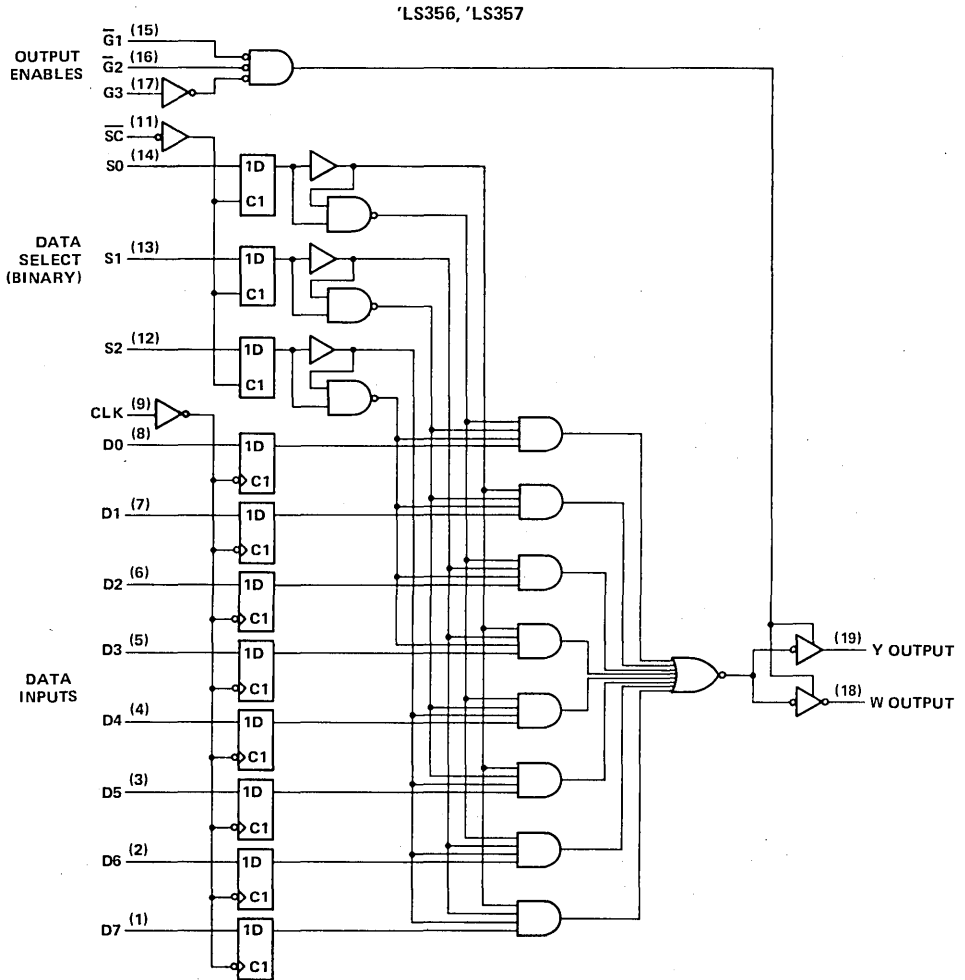 'LS356, 'LS357
OUTPUT
ENABLES
G̅1 (15)
G̅2 (16)
G3 (17)
S̅C̅ (11)
S0 (14)
1D
C1
DATA
SELECT
(BINARY)
S1 (13)
1D
C1
S2 (12)
1D
C1
CLK (9)
D0 (8)
1D
C1
D1 (7)
1D
C1
D2 (6)
1D
C1
D3 (5)
1D
C1
DATA
INPUTS
D4 (4)
1D
C1
D5 (3)
1D
C1
D6 (2)
1D
C1
D7 (1)
1D
C1
(19) Y OUTPUT
(18) W OUTPUT